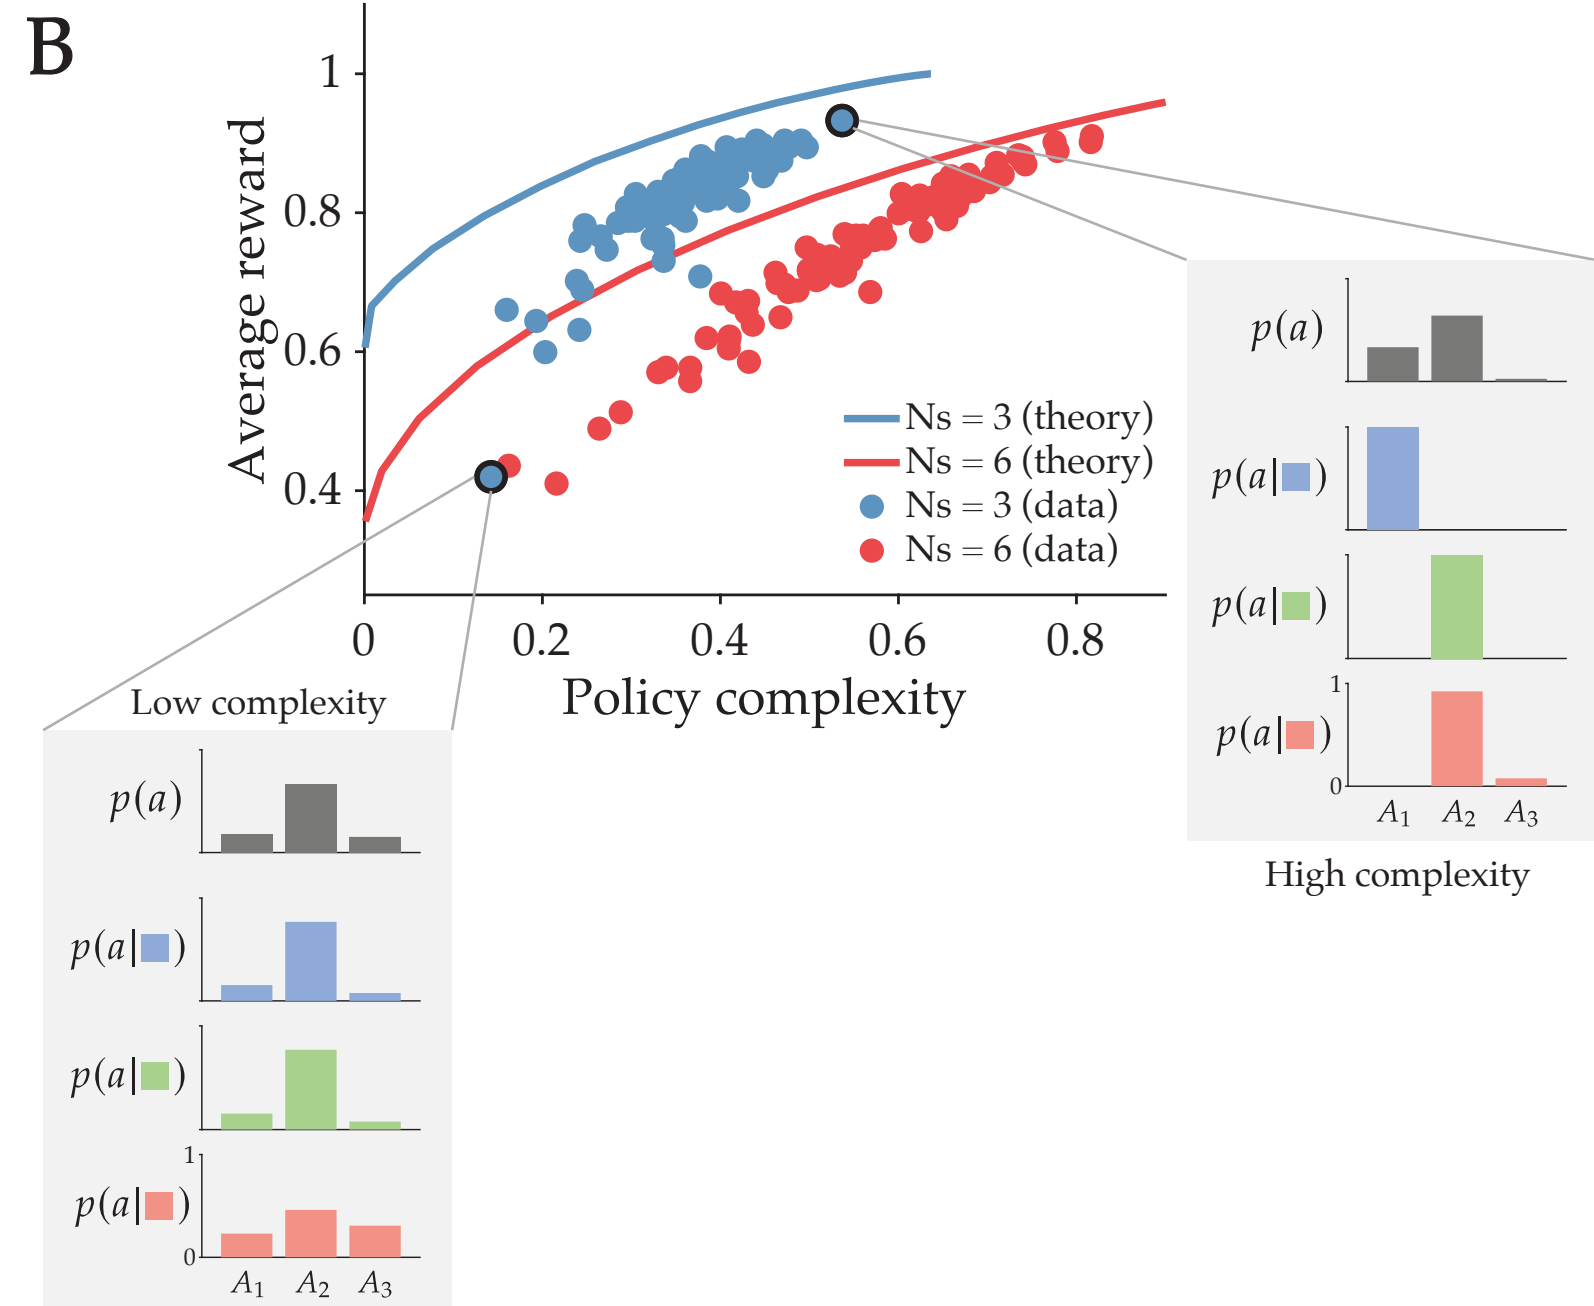 B
Average reward
1
0.8
0.6
0.4
0
0.2
0.4
0.6
0.8
Policy complexity
Ns = 3 (theory)
Ns = 6 (theory)
Ns = 3 (data)
Ns = 6 (data)
Low complexity
p(a)
p(a| )
p(a| )
p(a| )
1
0
A₁ A₂ A₃
p(a)
p(a| )
p(a| )
p(a| )
1
0
A₁ A₂ A₃
High complexity